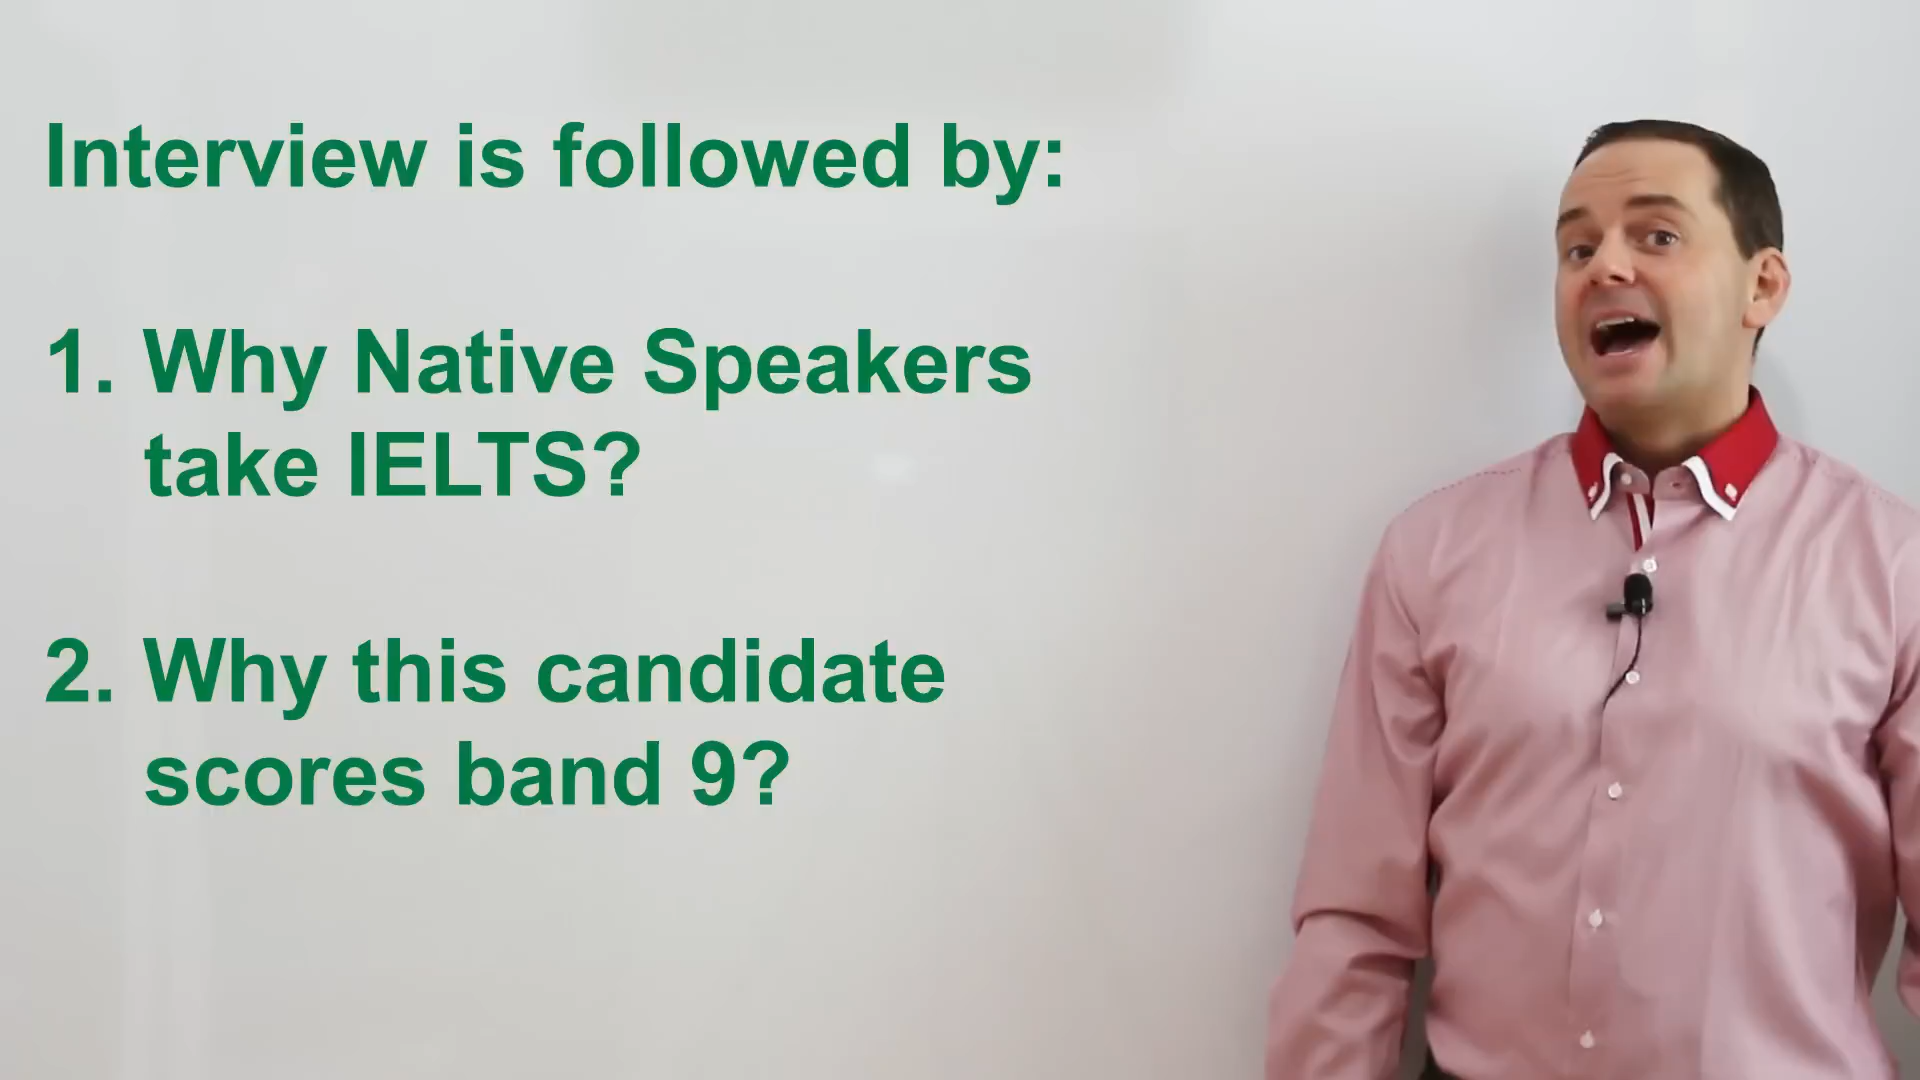 Interview is followed by:
1. Why Native Speakers
take IELTS?
2. Why this candidate
scores band 9?